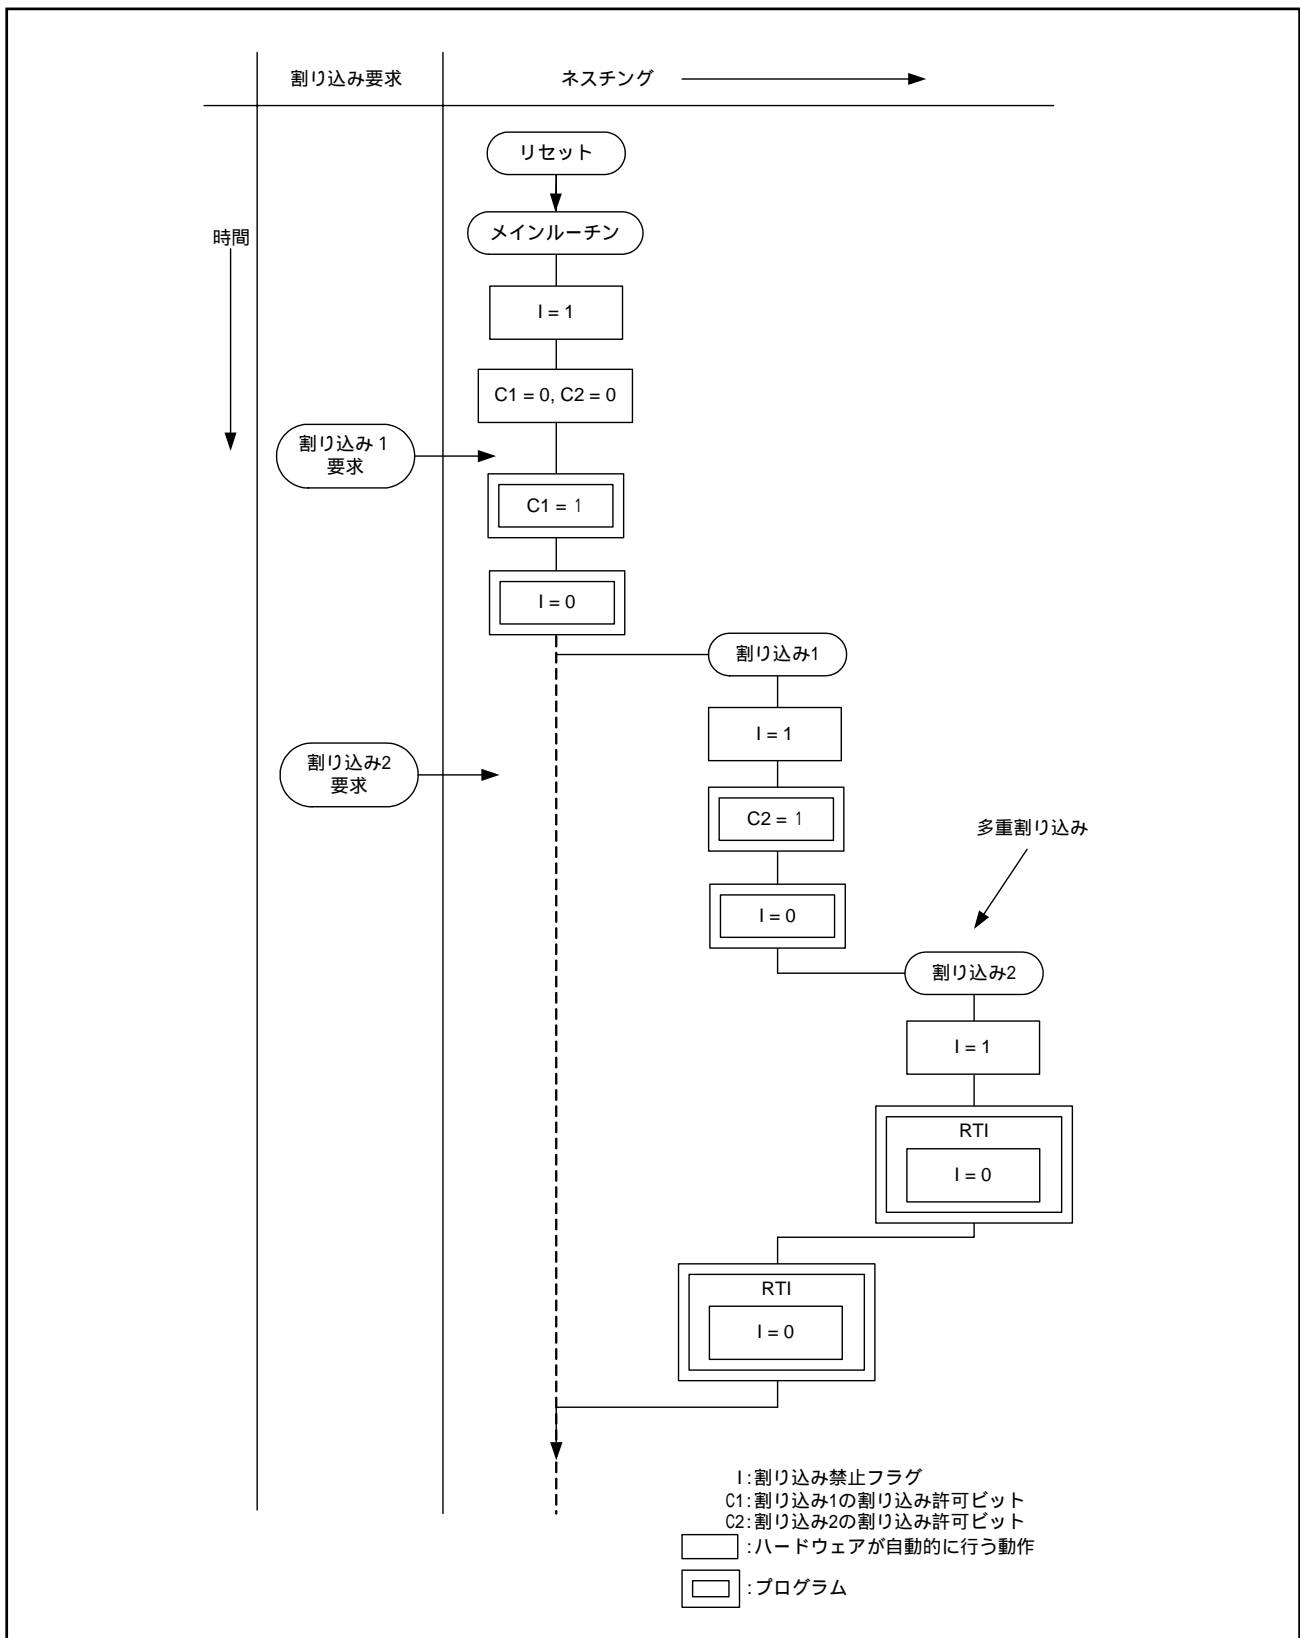 割り込み要求
ネスチング
リセット
メインルーチン
時間
I = 1
C1 = 0, C2 = 0
割り込み 1
要求
C1 = 1
I = 0
割り込み1
I = 1
割り込み2
要求
C2 = 1
多重割り込み
I = 0
割り込み2
I = 1
RTI
I = 0
RTI
I = 0
I:割り込み禁止フラグ
C1:割り込み1の割り込み許可ビット
C2:割り込み2の割り込み許可ビット
:ハードウェアが自動的に行う動作
:プログラム